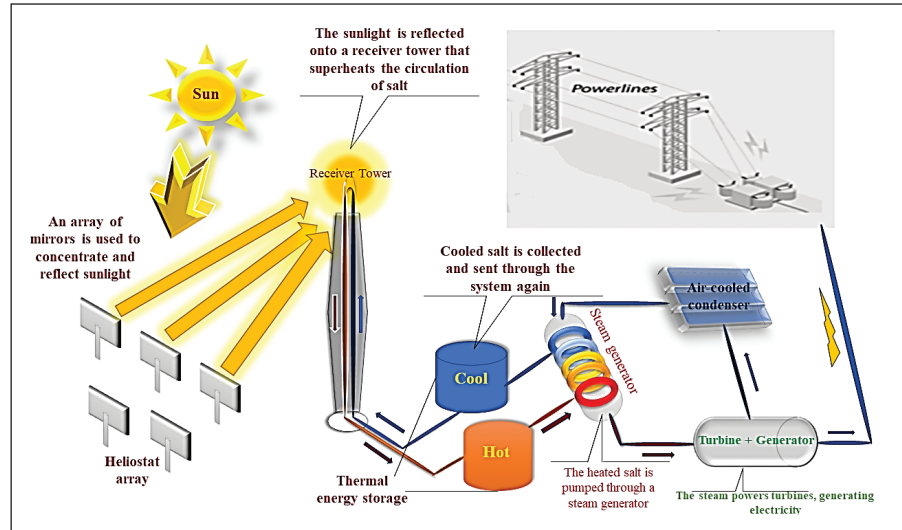 The sunlight is reflected
onto a receiver tower that
superheats the circulation
of salt
Sun
Powerlines
Receiver Tower
An array of
mirrors is used to
concentrate and
reflect sunlight
Cooled salt is collected
and sent through the
system again
Air-cooled
condenser
Steam generator
Cool
Hot
Turbine + Generator
Heliostat
array
Thermal
energy storage
The heated salt is
pumped through a
steam generator
The steam powers turbines, generating
electricity